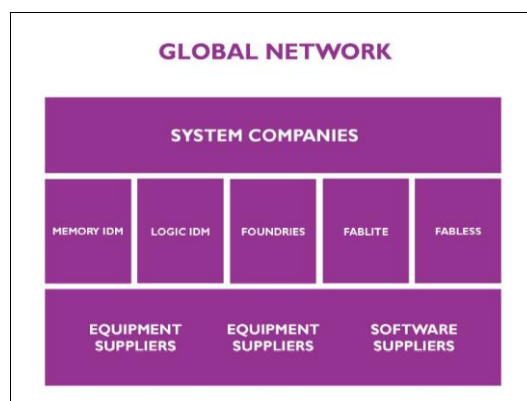 GLOBAL NETWORK
SYSTEM COMPANIES
MEMORY IDM
LOGIC IDM
FOUNDRIES
FABLITE
FABLESS
EQUIPMENT
SUPPLIERS
EQUIPMENT
SUPPLIERS
SOFTWARE
SUPPLIERS